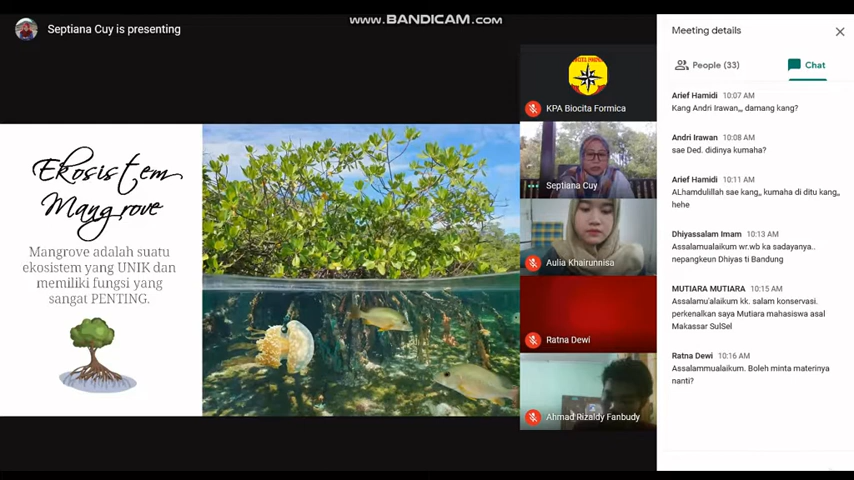 Septiana Cuy is presenting
WWW.BANDICAM.COM
Ekosistem
Mangrove
Mangrove adalah suatu
ekosistem yang UNIK dan
memiliki fungsi yang
sangat PENTING.
KPA Biocita Formica
Septiana Cuy
Aulia Khairunnisa
Ratna Dewi
Ahmad Rizaldy Fanbudy
Meeting details
People (33)
Chat
Arief Hamidi 10:07 AM
Kang Andri Irawan,,, damang kang?
Andri Irawan 10:08 AM
sae Ded. didinya kumaha?
Arief Hamidi 10:11 AM
ALhamdulillah sae kang,, kumaha di ditu kang,,
hehe
Dhiyassalam Imam 10:13 AM
Assalamualaikum wr.wb ka sadayana..
nepangkeun Dhiyas ti Bandung
MUTIARA MUTIARA 10:15 AM
Assalamu'alaikum kk. salam konservasi.
perkenalkan saya Mutiara mahasiswa asal
Makassar SulSel
Ratna Dewi 10:16 AM
Assalammualaikum. Boleh minta materinya
nanti?